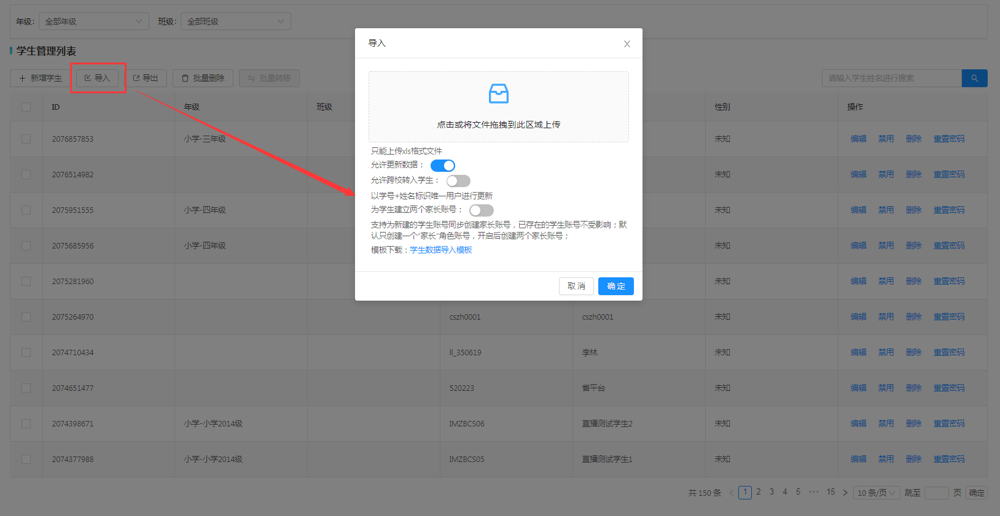 年级: 全部年级 班级: 全部班级
学生管理列表
新增学生 导入 导出 批量删除 批量转移 请输入学生姓名进行搜索
ID 年级 班级 性别 操作
2076857853 小学-三年级 未知 编辑 禁用 删除 重置密码
2076514982 未知 编辑 禁用 删除 重置密码
2075951555 小学-四年级 未知 编辑 禁用 删除 重置密码
2075685956 小学-四年级 未知 编辑 禁用 删除 重置密码
2075281960 未知 编辑 禁用 删除 重置密码
2075264970 cszh0001 cszh0001 未知 编辑 禁用 删除 重置密码
2074710434 ll_350619 李林 未知 编辑 禁用 删除 重置密码
2074651477 520223 省平台 未知 编辑 禁用 删除 重置密码
2074398671 小学-小学2014级 IMZBCS06 直播测试学生2 未知 编辑 禁用 删除 重置密码
2074377988 小学-小学2014级 IMZBCS05 直播测试学生1 未知 编辑 禁用 删除 重置密码
共 150 条 < 1 2 3 4 5 ••• 15 > 10 条/页 跳至 页 确定
导入
点击或将文件拖拽到此区域上传
只能上传xls格式文件
允许更新数据：
允许跨校转入学生：
以学号+姓名标识唯一用户进行更新
为学生建立两个家长账号：
支持为新建的学生账号同步创建家长账号，已存在的学生账号不受影响；默
认只创建一个“家长”角色账号，开启后创建两个家长账号；
模板下载：学生数据导入模板
取消 确定